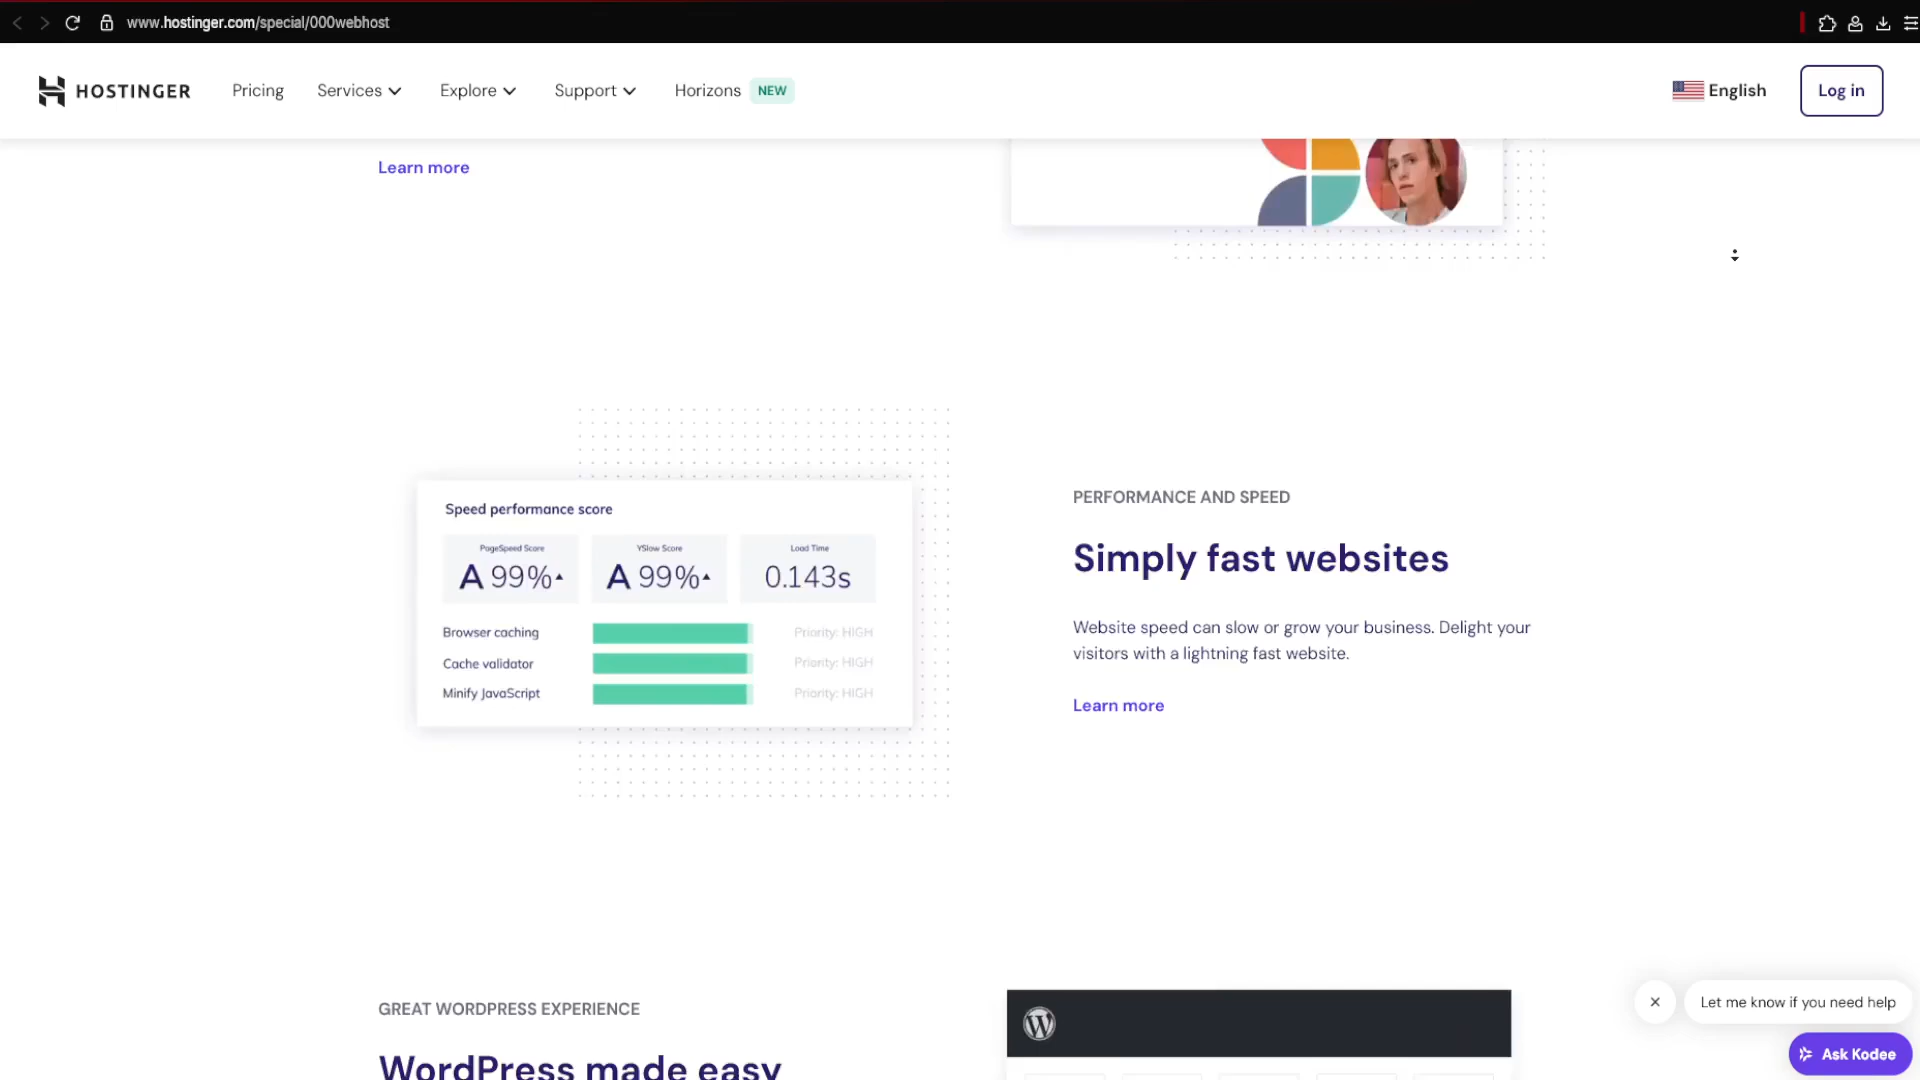 www.hostinger.com/special/000webhost
HOSTINGER
Pricing
Services
Explore
Support
Horizons
NEW
English
Log in
Learn more
Speed performance score
PageSpeed Score
YSlow Score
Load Time
A 99%
A 99%
0.143s
Browser caching
Priority: HIGH
Cache validator
Priority: HIGH
Minify JavaScript
Priority: HIGH
PERFORMANCE AND SPEED
Simply fast websites
Website speed can slow or grow your business. Delight your
visitors with a lightning fast website.
Learn more
GREAT WORDPRESS EXPERIENCE
WordPress made easy
Let me know if you need help
Ask Kodee